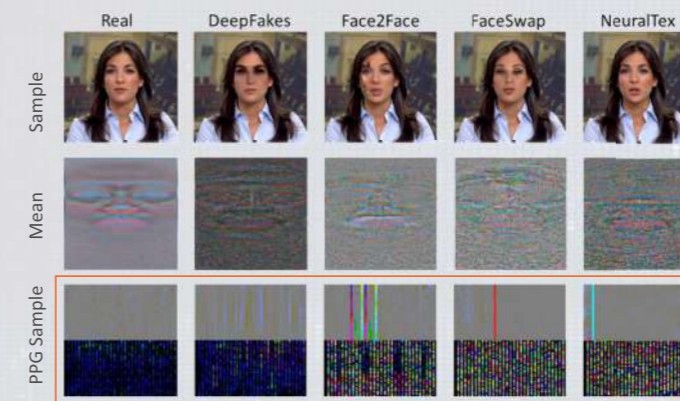 Real DeepFakes Face2Face FaceSwap NeuralTex
Sample
Mean
PPG Sample